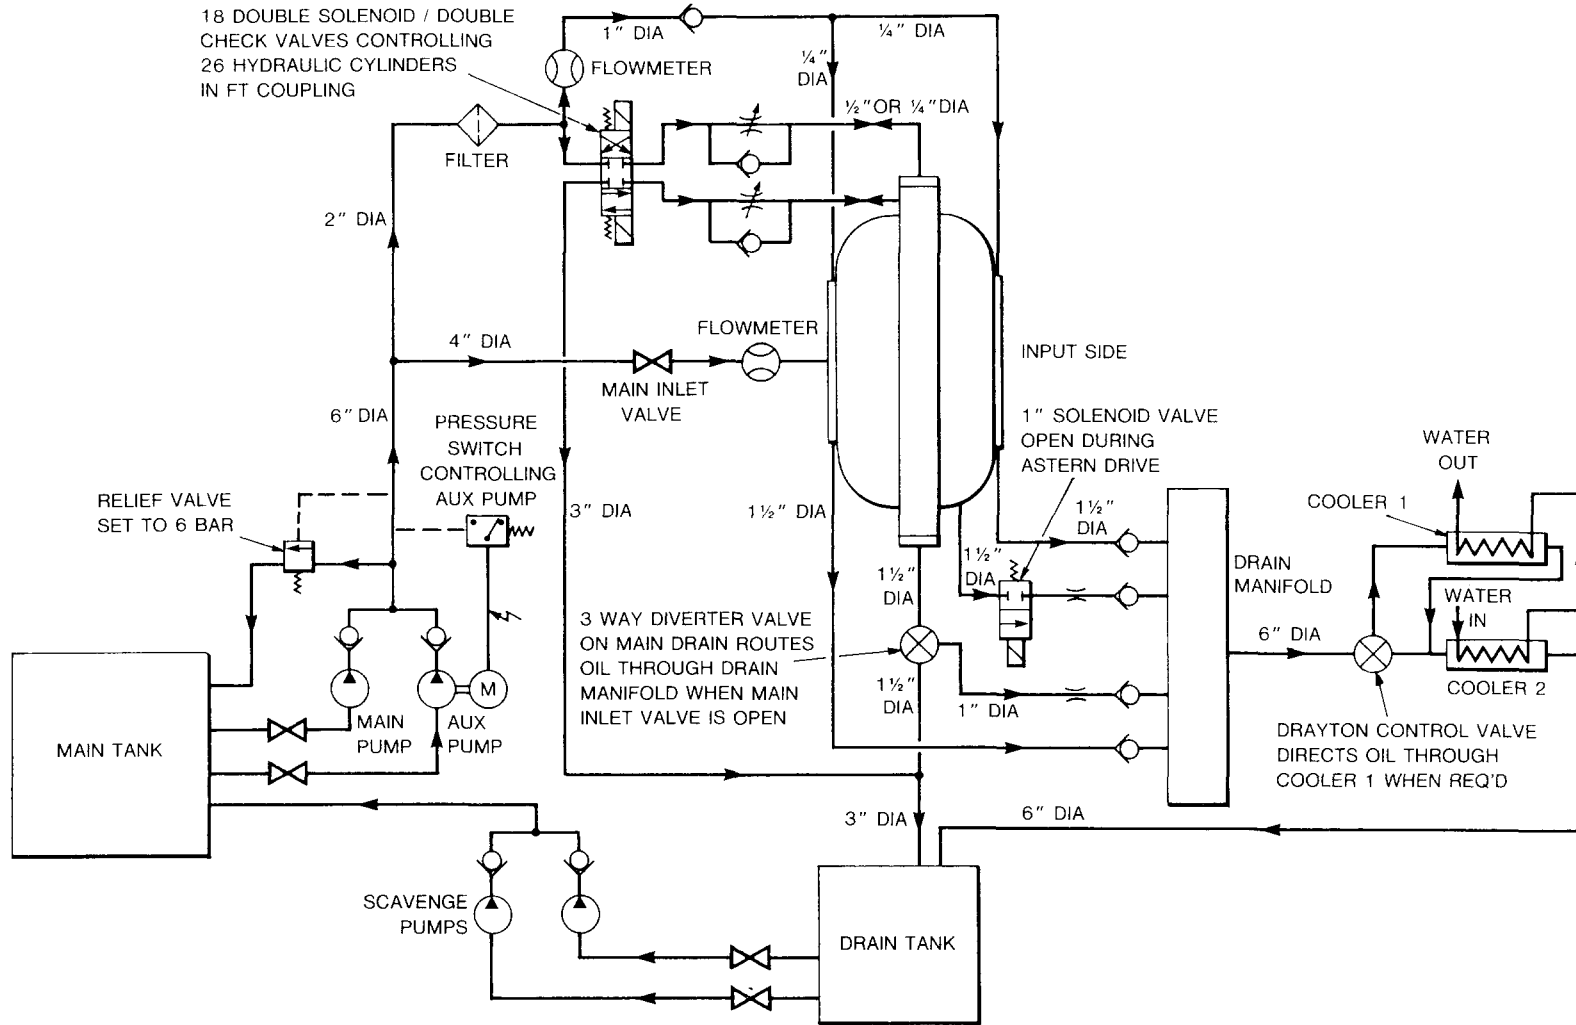 18 DOUBLE SOLENOID / DOUBLE
CHECK VALVES CONTROLLING
26 HYDRAULIC CYLINDERS
IN FT COUPLING
1" DIA
FLOWMETER
¼" DIA
¼"
DIA
½" OR ¼" DIA
FILTER
2" DIA
4" DIA
FLOWMETER
MAIN INLET
VALVE
INPUT SIDE
6" DIA
PRESSURE
SWITCH
CONTROLLING
AUX PUMP
1" SOLENOID VALVE
OPEN DURING
ASTERN DRIVE
WATER
OUT
RELIEF VALVE
SET TO 6 BAR
3" DIA
1½" DIA
1½"
DIA
COOLER 1
1½"
DIA
1½"
DIA
DRAIN
MANIFOLD
WATER
IN
3 WAY DIVERTER VALVE
ON MAIN DRAIN ROUTES
OIL THROUGH DRAIN
MANIFOLD WHEN MAIN
INLET VALVE IS OPEN
6" DIA
1½"
DIA
1" DIA
COOLER 2
M
MAIN
PUMP
AUX
PUMP
MAIN TANK
DRAYTON CONTROL VALVE
DIRECTS OIL THROUGH
COOLER 1 WHEN REQ'D
3" DIA
6" DIA
SCAVENGE
PUMPS
DRAIN TANK